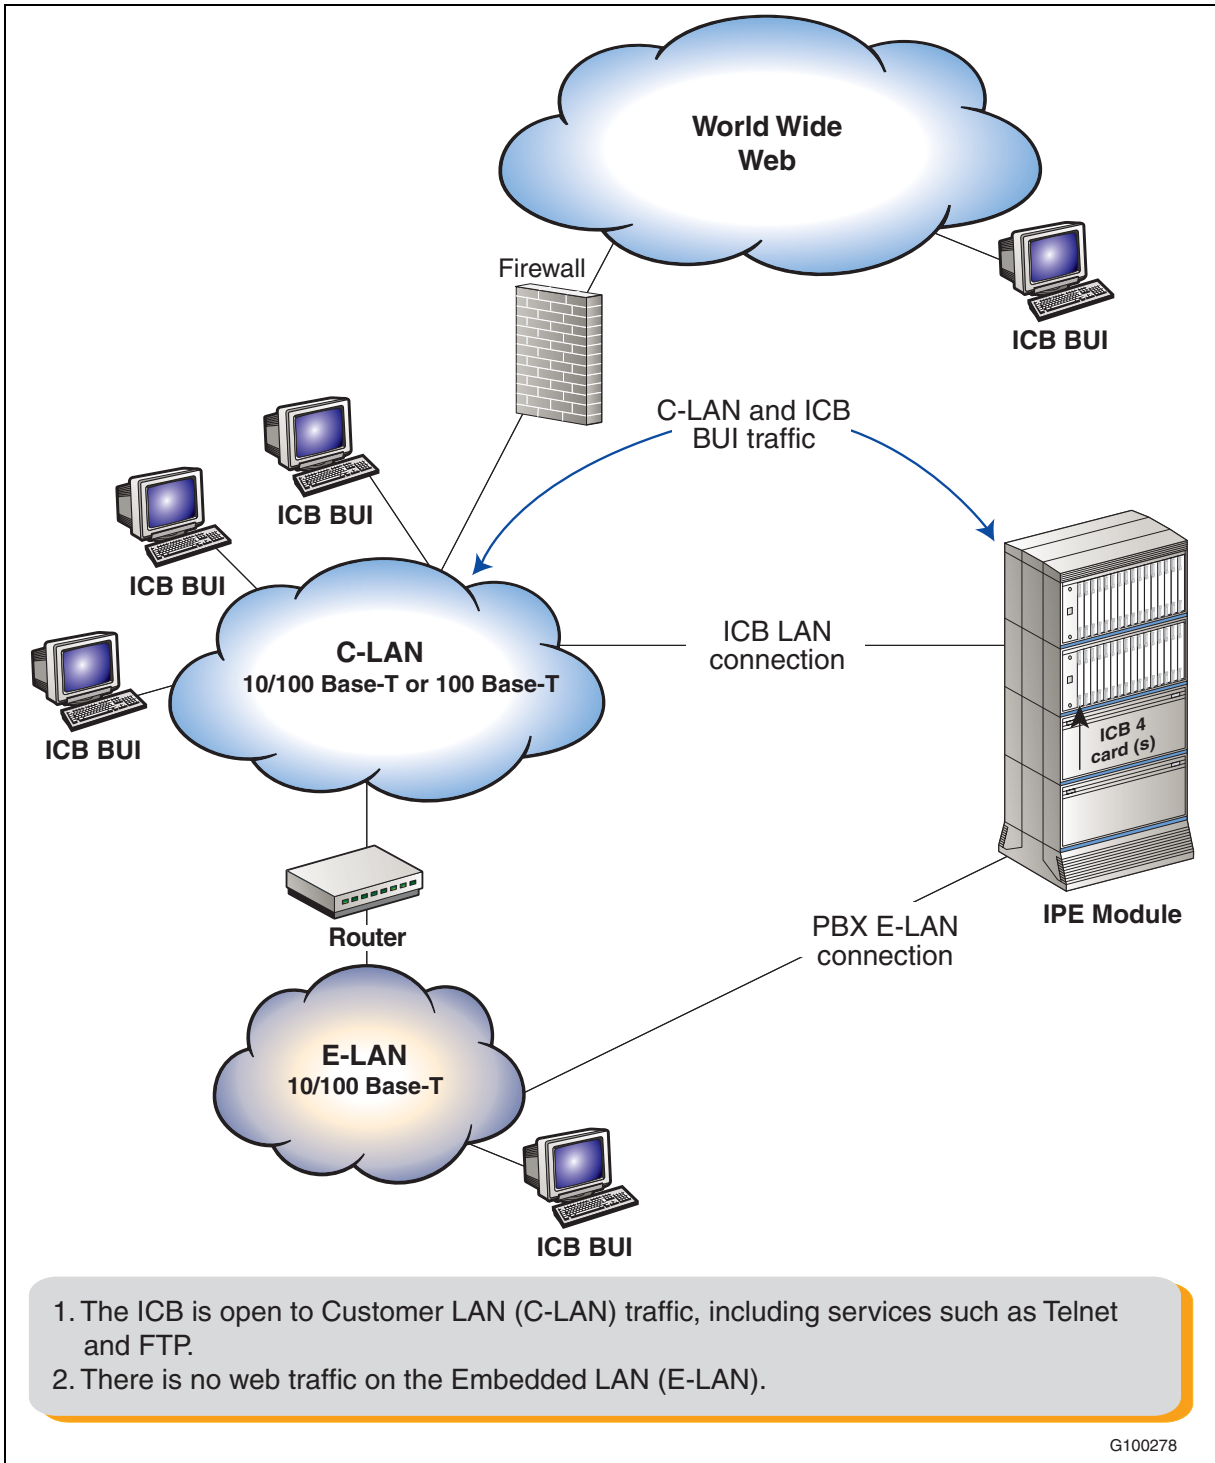 World Wide
Web
Firewall
ICB BUI
C-LAN and ICB
BUI traffic
ICB BUI
ICB BUI
ICB BUI
C-LAN
10/100 Base-T or 100 Base-T
ICB LAN
connection
ICB 4
card (s)
IPE Module
Router
PBX E-LAN
connection
E-LAN
10/100 Base-T
ICB BUI
1. The ICB is open to Customer LAN (C-LAN) traffic, including services such as Telnet
and FTP.
2. There is no web traffic on the Embedded LAN (E-LAN).
G100278